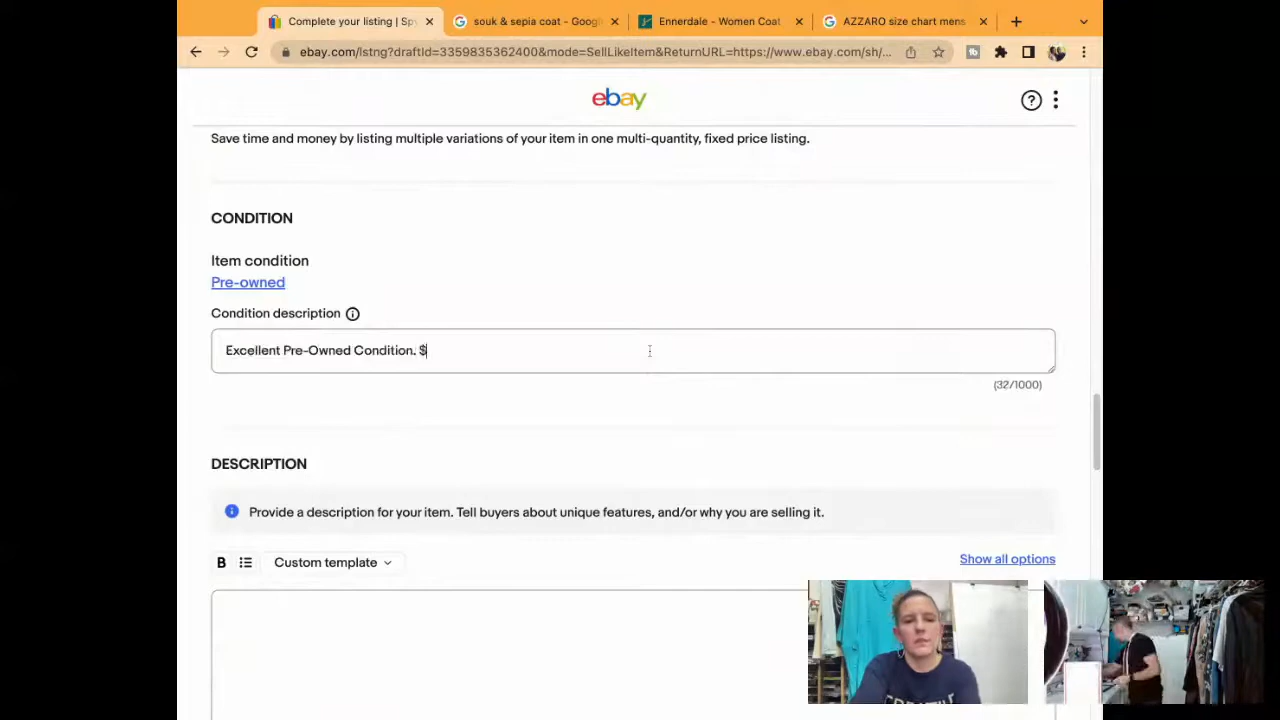 Complete your listing | Spy
souk & sepia coat - Google
Ennerdale - Women Coat
AZZARO size chart mens
ebay.com/lstng?draftId=3359835362400&mode=SellLikeItem&ReturnURL=https://www.ebay.com/sh/...
ebay
Save time and money by listing multiple variations of your item in one multi-quantity, fixed price listing.
CONDITION
Item condition
Pre-owned
Condition description
Excellent Pre-Owned Condition. $
(32/1000)
DESCRIPTION
Provide a description for your item. Tell buyers about unique features, and/or why you are selling it.
B Custom template
Show all options